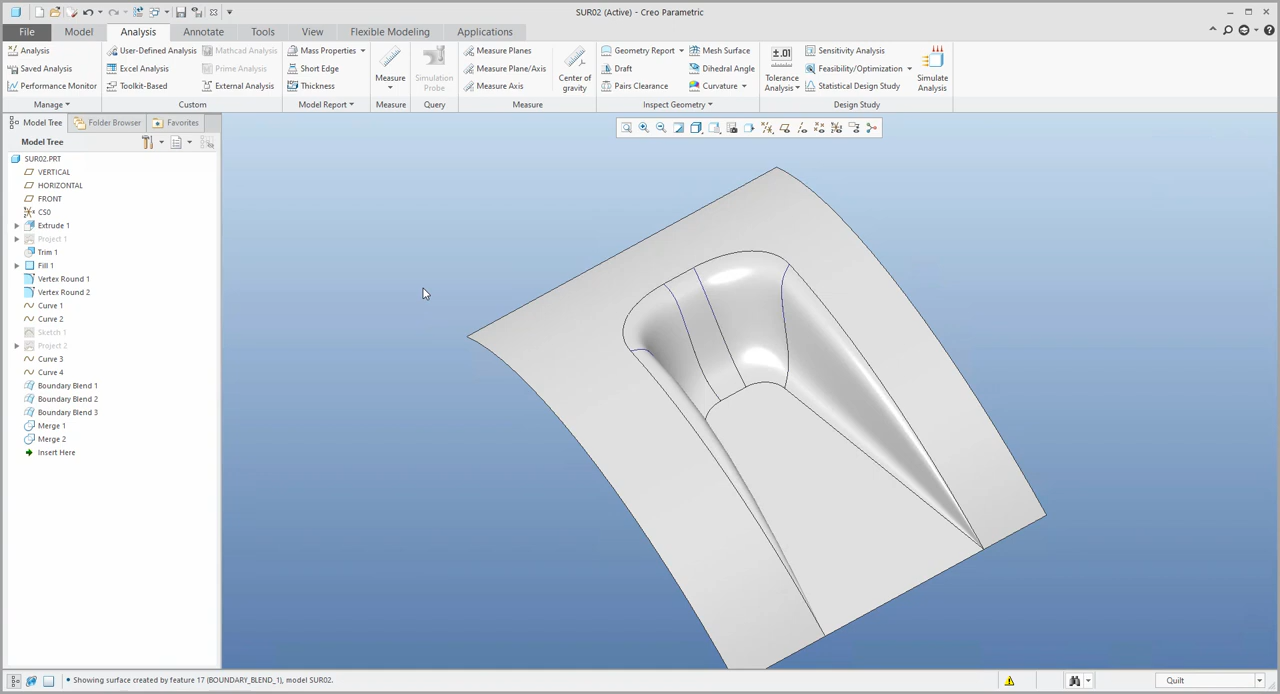 SUR02 (Active) - Creo Parametric
File Model Analysis Annotate Tools View Flexible Modeling Applications
Analysis
Saved Analysis
Performance Monitor
Manage
User-Defined Analysis
Mathcad Analysis
Excel Analysis
Prime Analysis
Toolkit-Based
External Analysis
Custom
Mass Properties
Short Edge
Thickness
Model Report
Measure
Measure
Simulation
Probe
Query
Measure Planes
Measure Plane/Axis
Measure Axis
Center of
gravity
Measure
Geometry Report
Mesh Surface
Draft
Dihedral Angle
Pairs Clearance
Curvature
Inspect Geometry
±.01
Tolerance
Analysis
Sensitivity Analysis
Feasibility/Optimization
Statistical Design Study
Simulate
Analysis
Design Study
Model Tree Folder Browser Favorites
Model Tree
SUR02.PRT
VERTICAL
HORIZONTAL
FRONT
CS0
Extrude 1
Project 1
Trim 1
Fill 1
Vertex Round 1
Vertex Round 2
Curve 1
Curve 2
Sketch 1
Project 2
Curve 3
Curve 4
Boundary Blend 1
Boundary Blend 2
Boundary Blend 3
Merge 1
Merge 2
Insert Here
Showing surface created by feature 17 (BOUNDARY_BLEND_1), model SUR02.
Quilt